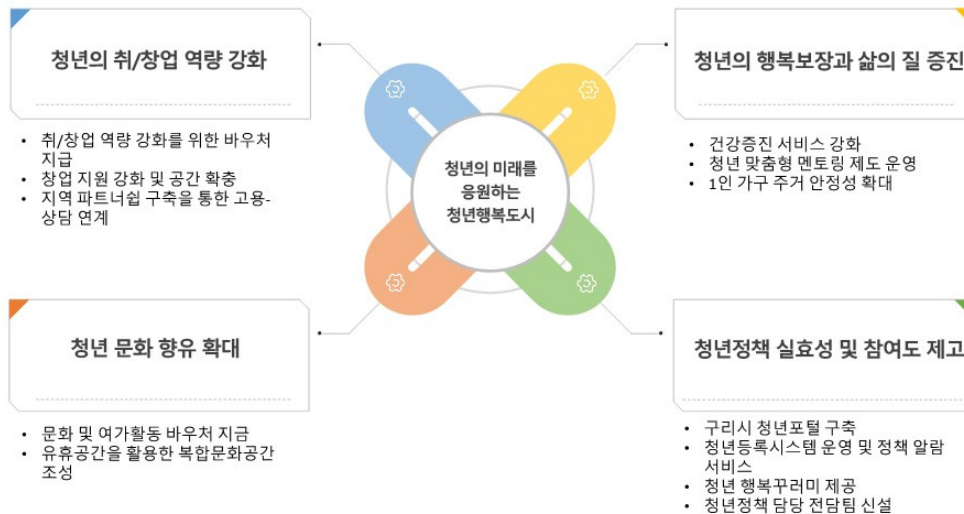 청년의 취/창업 역량 강화
• 취/창업 역량 강화를 위한 바우처
지급
• 창업 지원 강화 및 공간 확충
• 지역 파트너쉽 구축을 통한 고용-
상담 연계
청년의 행복보장과 삶의 질 증진
• 건강증진 서비스 강화
• 청년 맞춤형 멘토링 제도 운영
• 1인 가구 주거 안정성 확대
청년의 미래를
응원하는
청년행복도시
청년 문화 향유 확대
• 문화 및 여가활동 바우처 지금
• 유휴공간을 활용한 복합문화공간
조성
청년정책 실효성 및 참여도 제고
• 구리시 청년포털 구축
• 청년등록시스템 운영 및 정책 알람
서비스
• 청년 행복꾸러미 제공
• 청년정책 담당 전담팀 신설